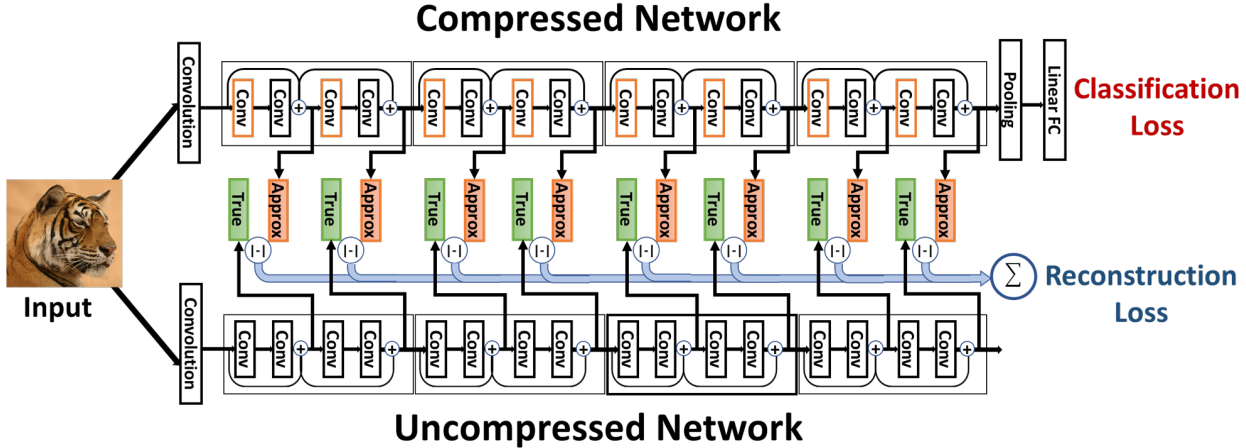 Compressed Network
Convolution
Conv
Conv
+
Conv
Conv
+
Conv
Conv
+
Conv
Conv
+
Conv
Conv
+
Conv
Conv
+
Conv
Conv
+
Conv
Conv
+
Pooling
Linear FC
Classification
Loss
True
Approx
True
Approx
True
Approx
True
Approx
True
Approx
True
Approx
True
Approx
True
Approx
|-|
|-|
|-|
|-|
|-|
|-|
|-|
|-|
Σ
Reconstruction
Loss
Input
Convolution
Conv
Conv
+
Conv
Conv
+
Conv
Conv
+
Conv
Conv
+
Conv
Conv
+
Conv
Conv
+
Conv
Conv
+
Conv
Conv
+
Uncompressed Network